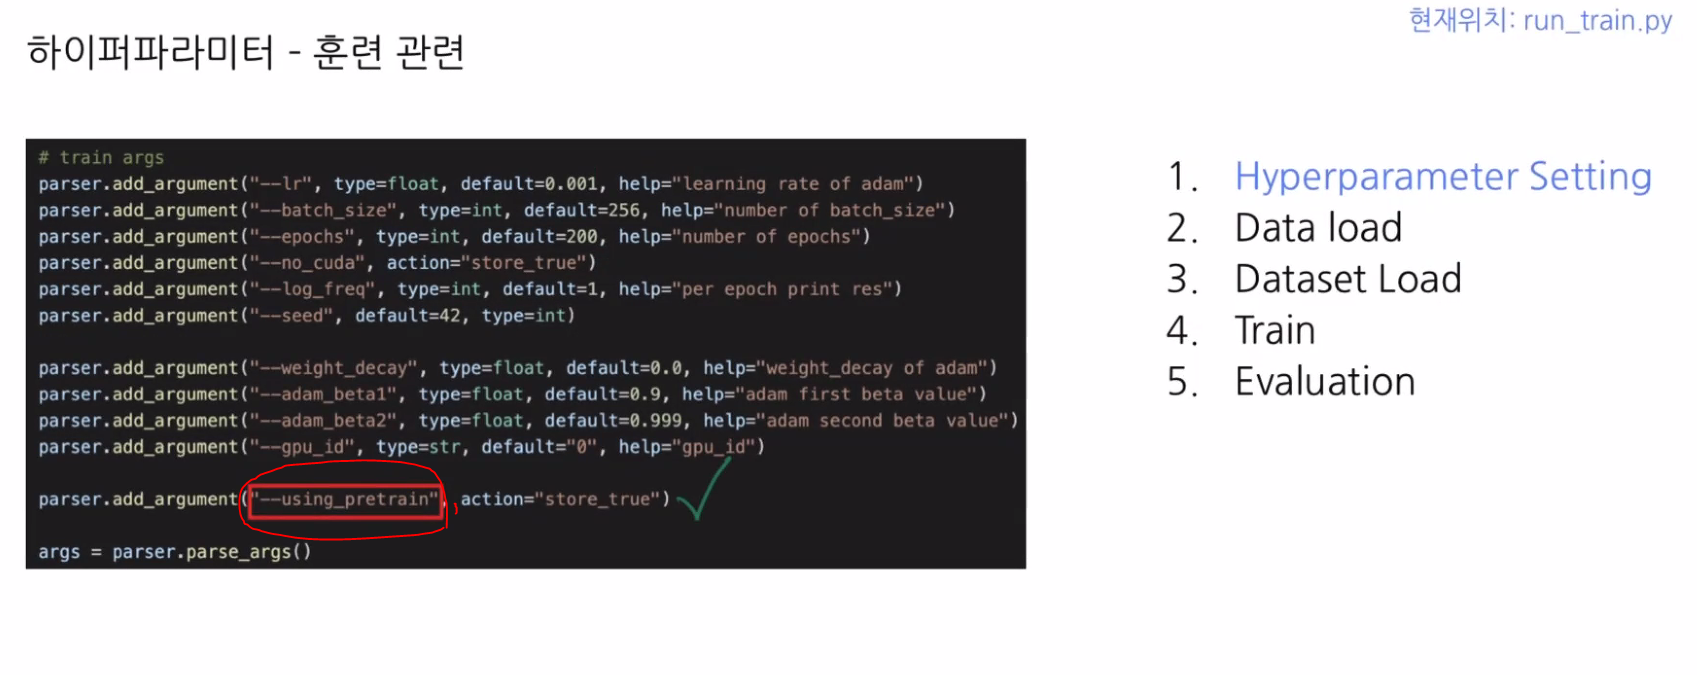 현재위치: run_train.py
하이퍼파라미터 - 훈련 관련
# train args
parser.add_argument("--lr", type=float, default=0.001, help="learning rate of adam")
parser.add_argument("--batch_size", type=int, default=256, help="number of batch_size")
parser.add_argument("--epochs", type=int, default=200, help="number of epochs")
parser.add_argument("--no_cuda", action="store_true")
parser.add_argument("--log_freq", type=int, default=1, help="per epoch print res")
parser.add_argument("--seed", default=42, type=int)
parser.add_argument("--weight_decay", type=float, default=0.0, help="weight_decay of adam")
parser.add_argument("--adam_beta1", type=float, default=0.9, help="adam first beta value")
parser.add_argument("--adam_beta2", type=float, default=0.999, help="adam second beta value")
parser.add_argument("--gpu_id", type=str, default="0", help="gpu_id")
parser.add_argument("--using_pretrain", action="store_true")
args = parser.parse_args()
1. Hyperparameter Setting
2. Data load
3. Dataset Load
4. Train
5. Evaluation